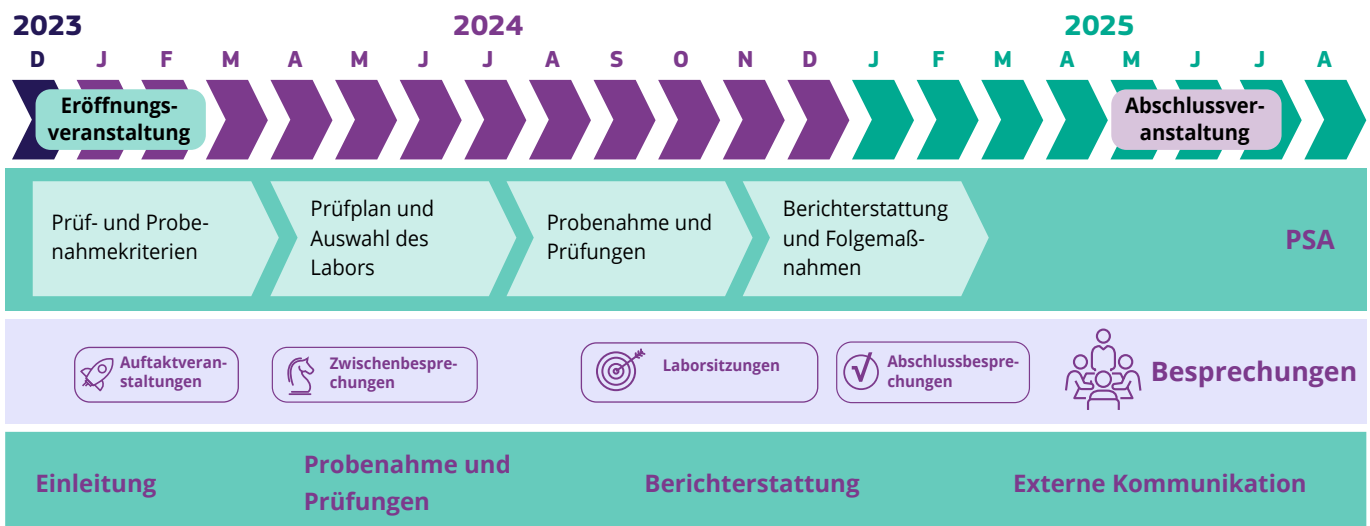 2023 2024 2025
D J F M A M J J A S O N D J F M A M J J A
Eröffnungs-
veranstaltung
Abschlussver-
anstaltung
Prüf- und Probe-
nahmekriterien
Prüfplan und
Auswahl des
Labors
Probenahme und
Prüfungen
Berichterstattung
und Folgemaß-
nahmen
PSA
Auftaktveran-
staltungen
Zwischenbespre-
chungen
Laborsitzungen
Abschlussbespre-
chungen
Besprechungen
Einleitung
Probenahme und
Prüfungen
Berichterstattung
Externe Kommunikation